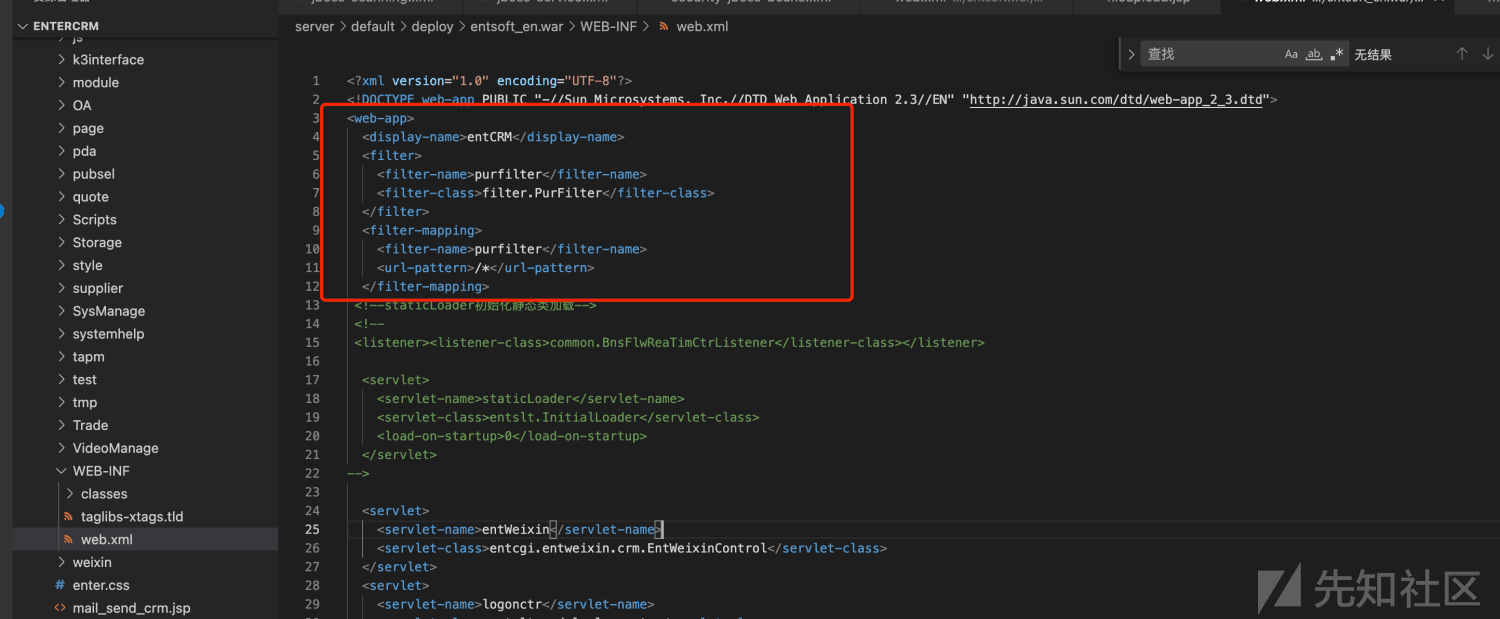 ENTERCRM
js
k3interface
module
OA
page
pda
pubsel
quote
Scripts
Storage
style
supplier
SysManage
systemhelp
tapm
test
tmp
Trade
VideoManage
WEB-INF
classes
taglibs-xtags.tld
web.xml
weixin
enter.css
mail_send_crm.jsp
server > default > deploy > entsoft_en.war > WEB-INF > web.xml
查找
Aa ab .* 无结果
1 <?xml version="1.0" encoding="UTF-8"?>
2 <!DOCTYPE web-app PUBLIC "-//Sun Microsystems, Inc.//DTD Web Application 2.3//EN" "http://java.sun.com/dtd/web-app_2_3.dtd">
3 <web-app>
4 <display-name>entCRM</display-name>
5 <filter>
6 <filter-name>purfilter</filter-name>
7 <filter-class>filter.PurFilter</filter-class>
8 </filter>
9 <filter-mapping>
10 <filter-name>purfilter</filter-name>
11 <url-pattern>/*</url-pattern>
12 </filter-mapping>
13 <!--staticLoader初始化静态类加载-->
14 <!--
15 <listener><listener-class>common.BnsFlwReaTimCtrListener</listener-class></listener>
16
17 <servlet>
18 <servlet-name>staticLoader</servlet-name>
19 <servlet-class>entslt.InitialLoader</servlet-class>
20 <load-on-startup>0</load-on-startup>
21 </servlet>
22 -->
23
24 <servlet>
25 <servlet-name>entWeixin</servlet-name>
26 <servlet-class>entcgi.entweixin.crm.EntWeixinControl</servlet-class>
27 </servlet>
28 <servlet>
29 <servlet-name>logonctr</servlet-name>
先知社区